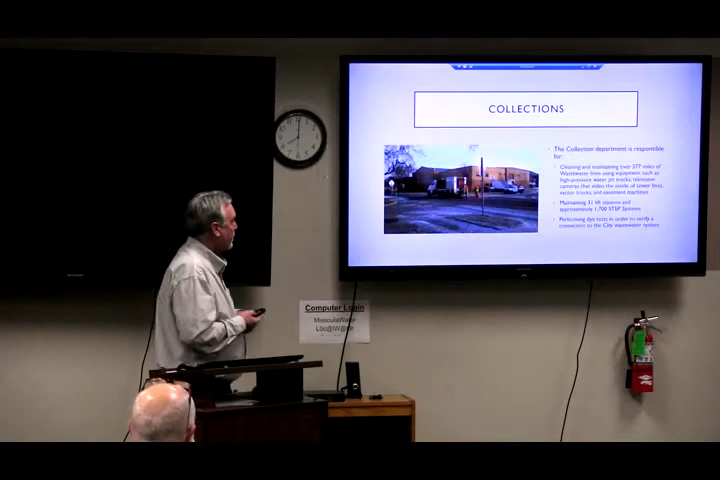 COLLECTIONS
The Collection department is responsible
for:
Cleaning and maintaining over 377 miles of
Wastewater lines using equipment such as
high-pressure water jet trucks, television
cameras that video the inside of sewer lines,
vactor trucks, and easement machines
Maintaining 31 lift stations and
approximately 1,700 STEP Systems
Performing dye tests in order to verify a
connection to the City wastewater system
Computer Login